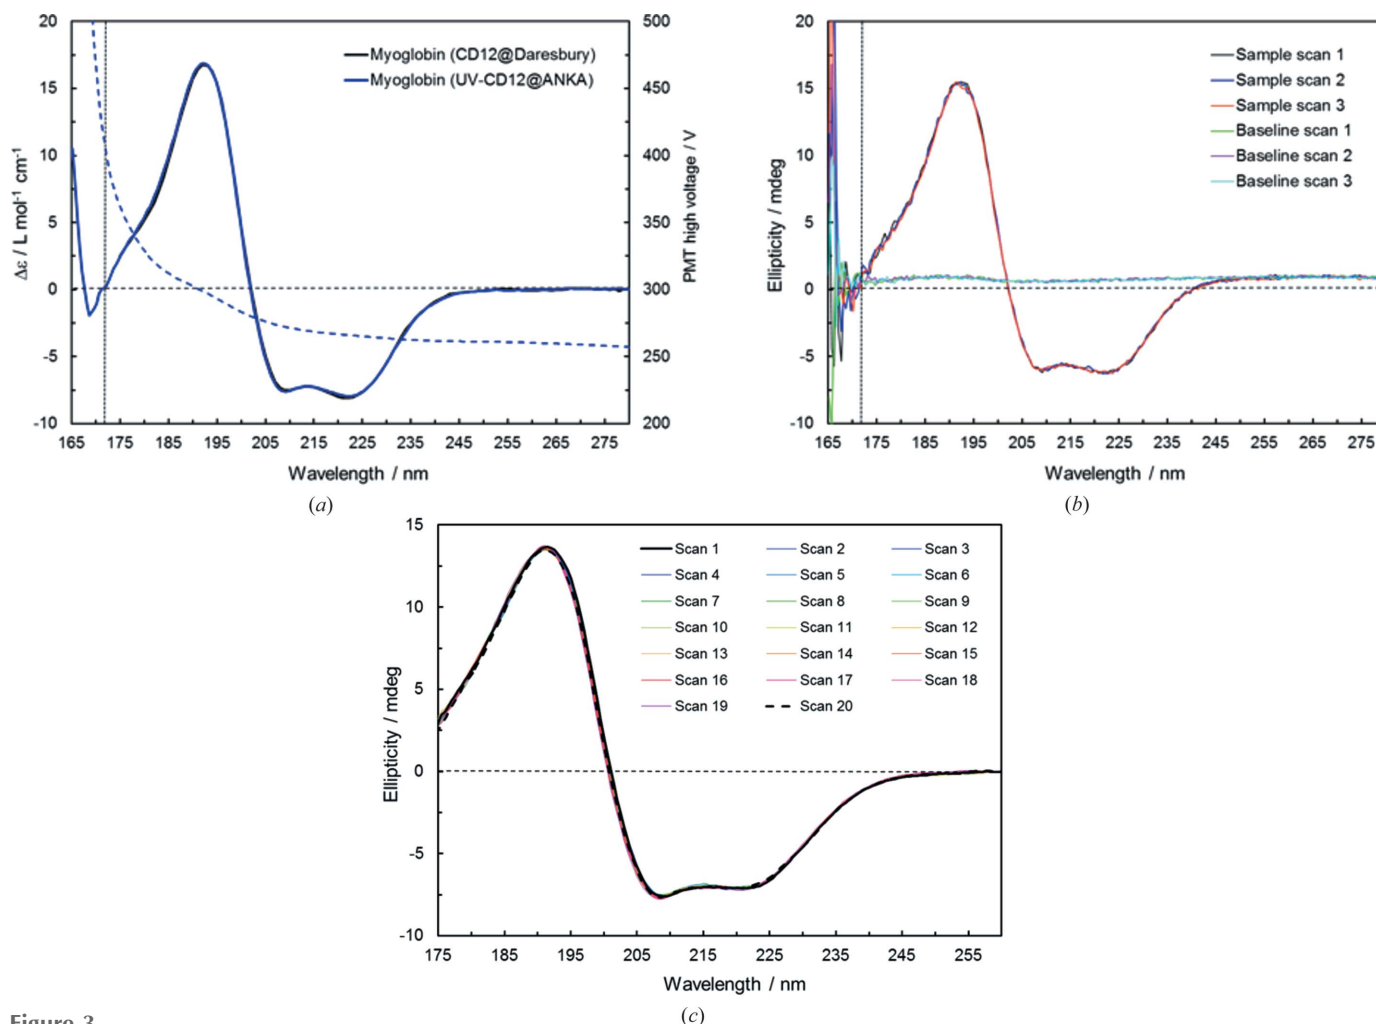 20
15
10
5
0
-5
-10
Δε / L mol-1 cm-1
Myoglobin (CD12@Daresbury)
Myoglobin (UV-CD12@ANKA)
500
450
400
350
300
250
200
PMT high voltage / V
165 175 185 195 205 215 225 235 245 255 265 275
Wavelength / nm
(a)
20
15
10
5
0
-5
-10
Ellipticity / mdeg
Sample scan 1
Sample scan 2
Sample scan 3
Baseline scan 1
Baseline scan 2
Baseline scan 3
165 175 185 195 205 215 225 235 245 255 265 275
Wavelength / nm
(b)
15
10
5
0
-5
-10
Ellipticity / mdeg
Scan 1 Scan 2 Scan 3
Scan 4 Scan 5 Scan 6
Scan 7 Scan 8 Scan 9
Scan 10 Scan 11 Scan 12
Scan 13 Scan 14 Scan 15
Scan 16 Scan 17 Scan 18
Scan 19 Scan 20
175 185 195 205 215 225 235 245 255
Wavelength / nm
(c)
Figure 3